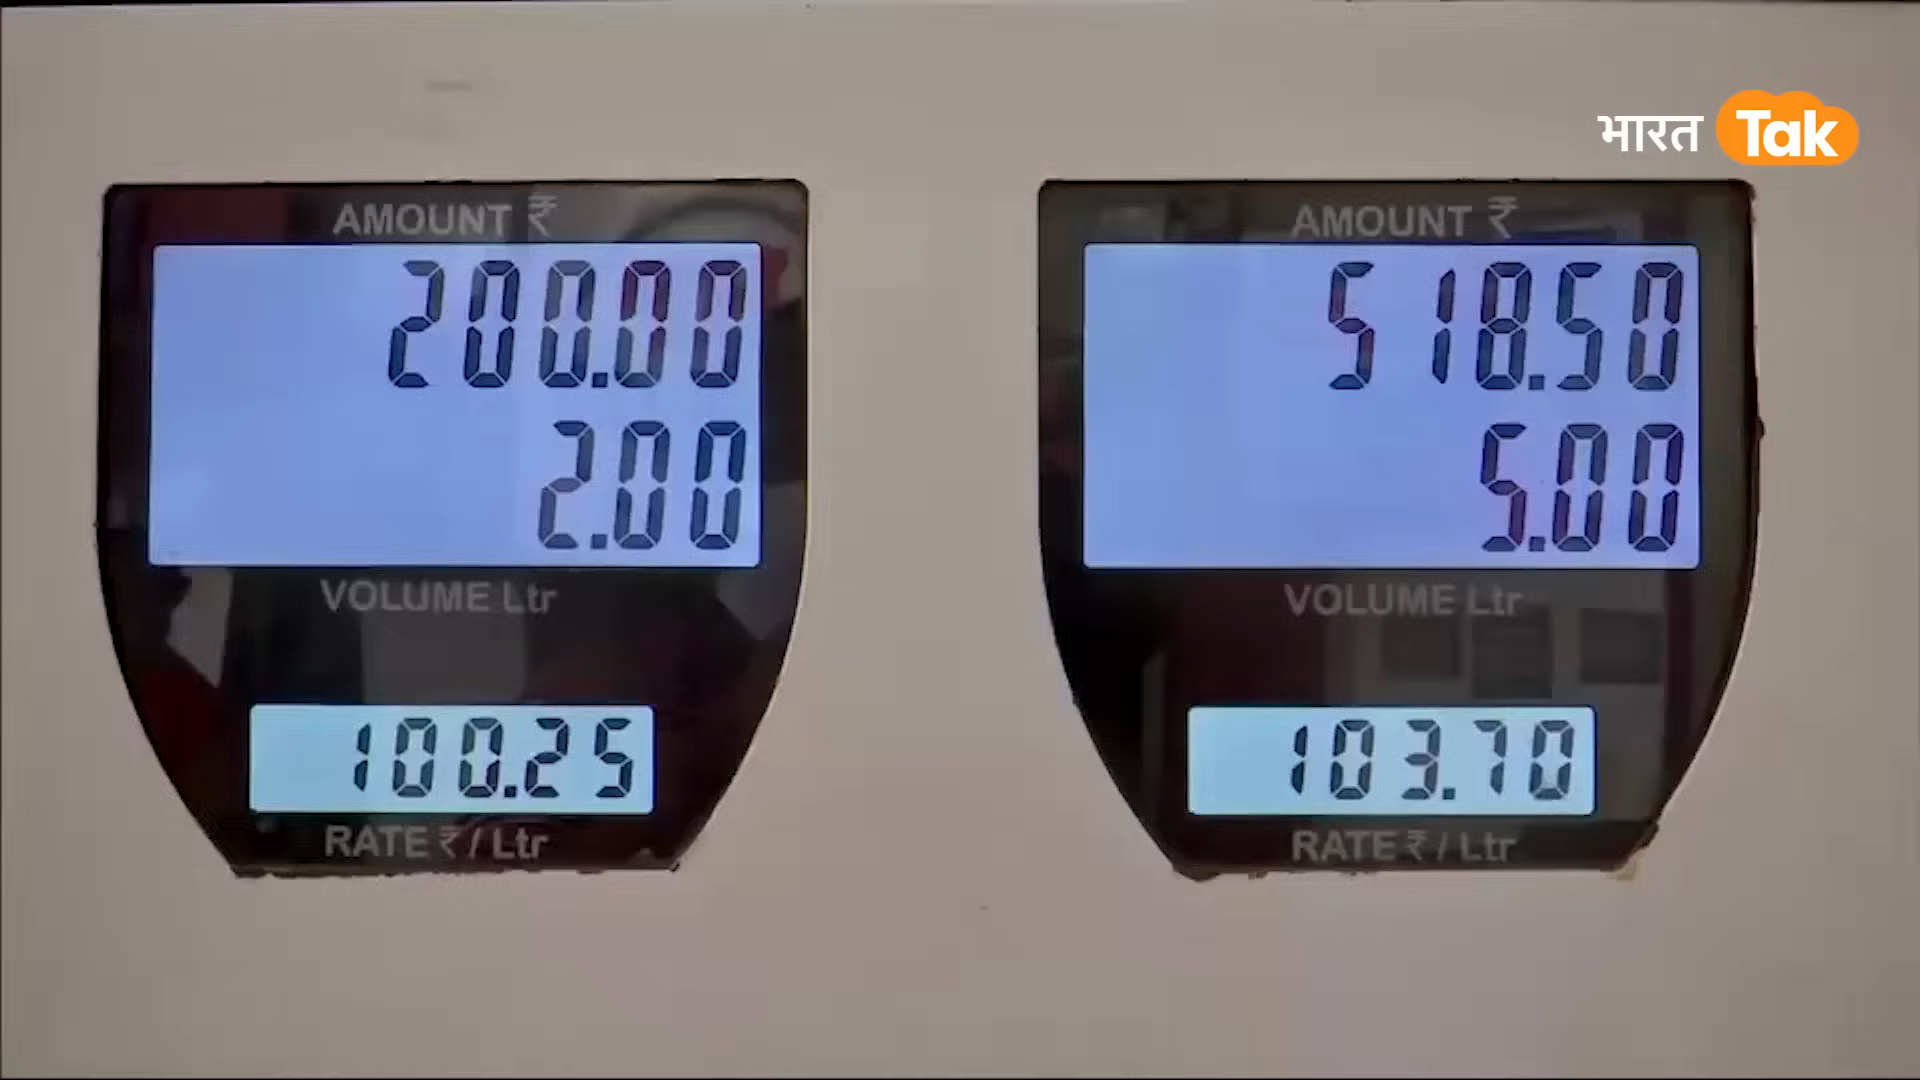 भारत Tak
AMOUNT ₹
200.00
2.00
VOLUME Ltr
100.25
RATE ₹ / Ltr
AMOUNT ₹
518.50
5.00
VOLUME Ltr
103.70
RATE ₹ / Ltr